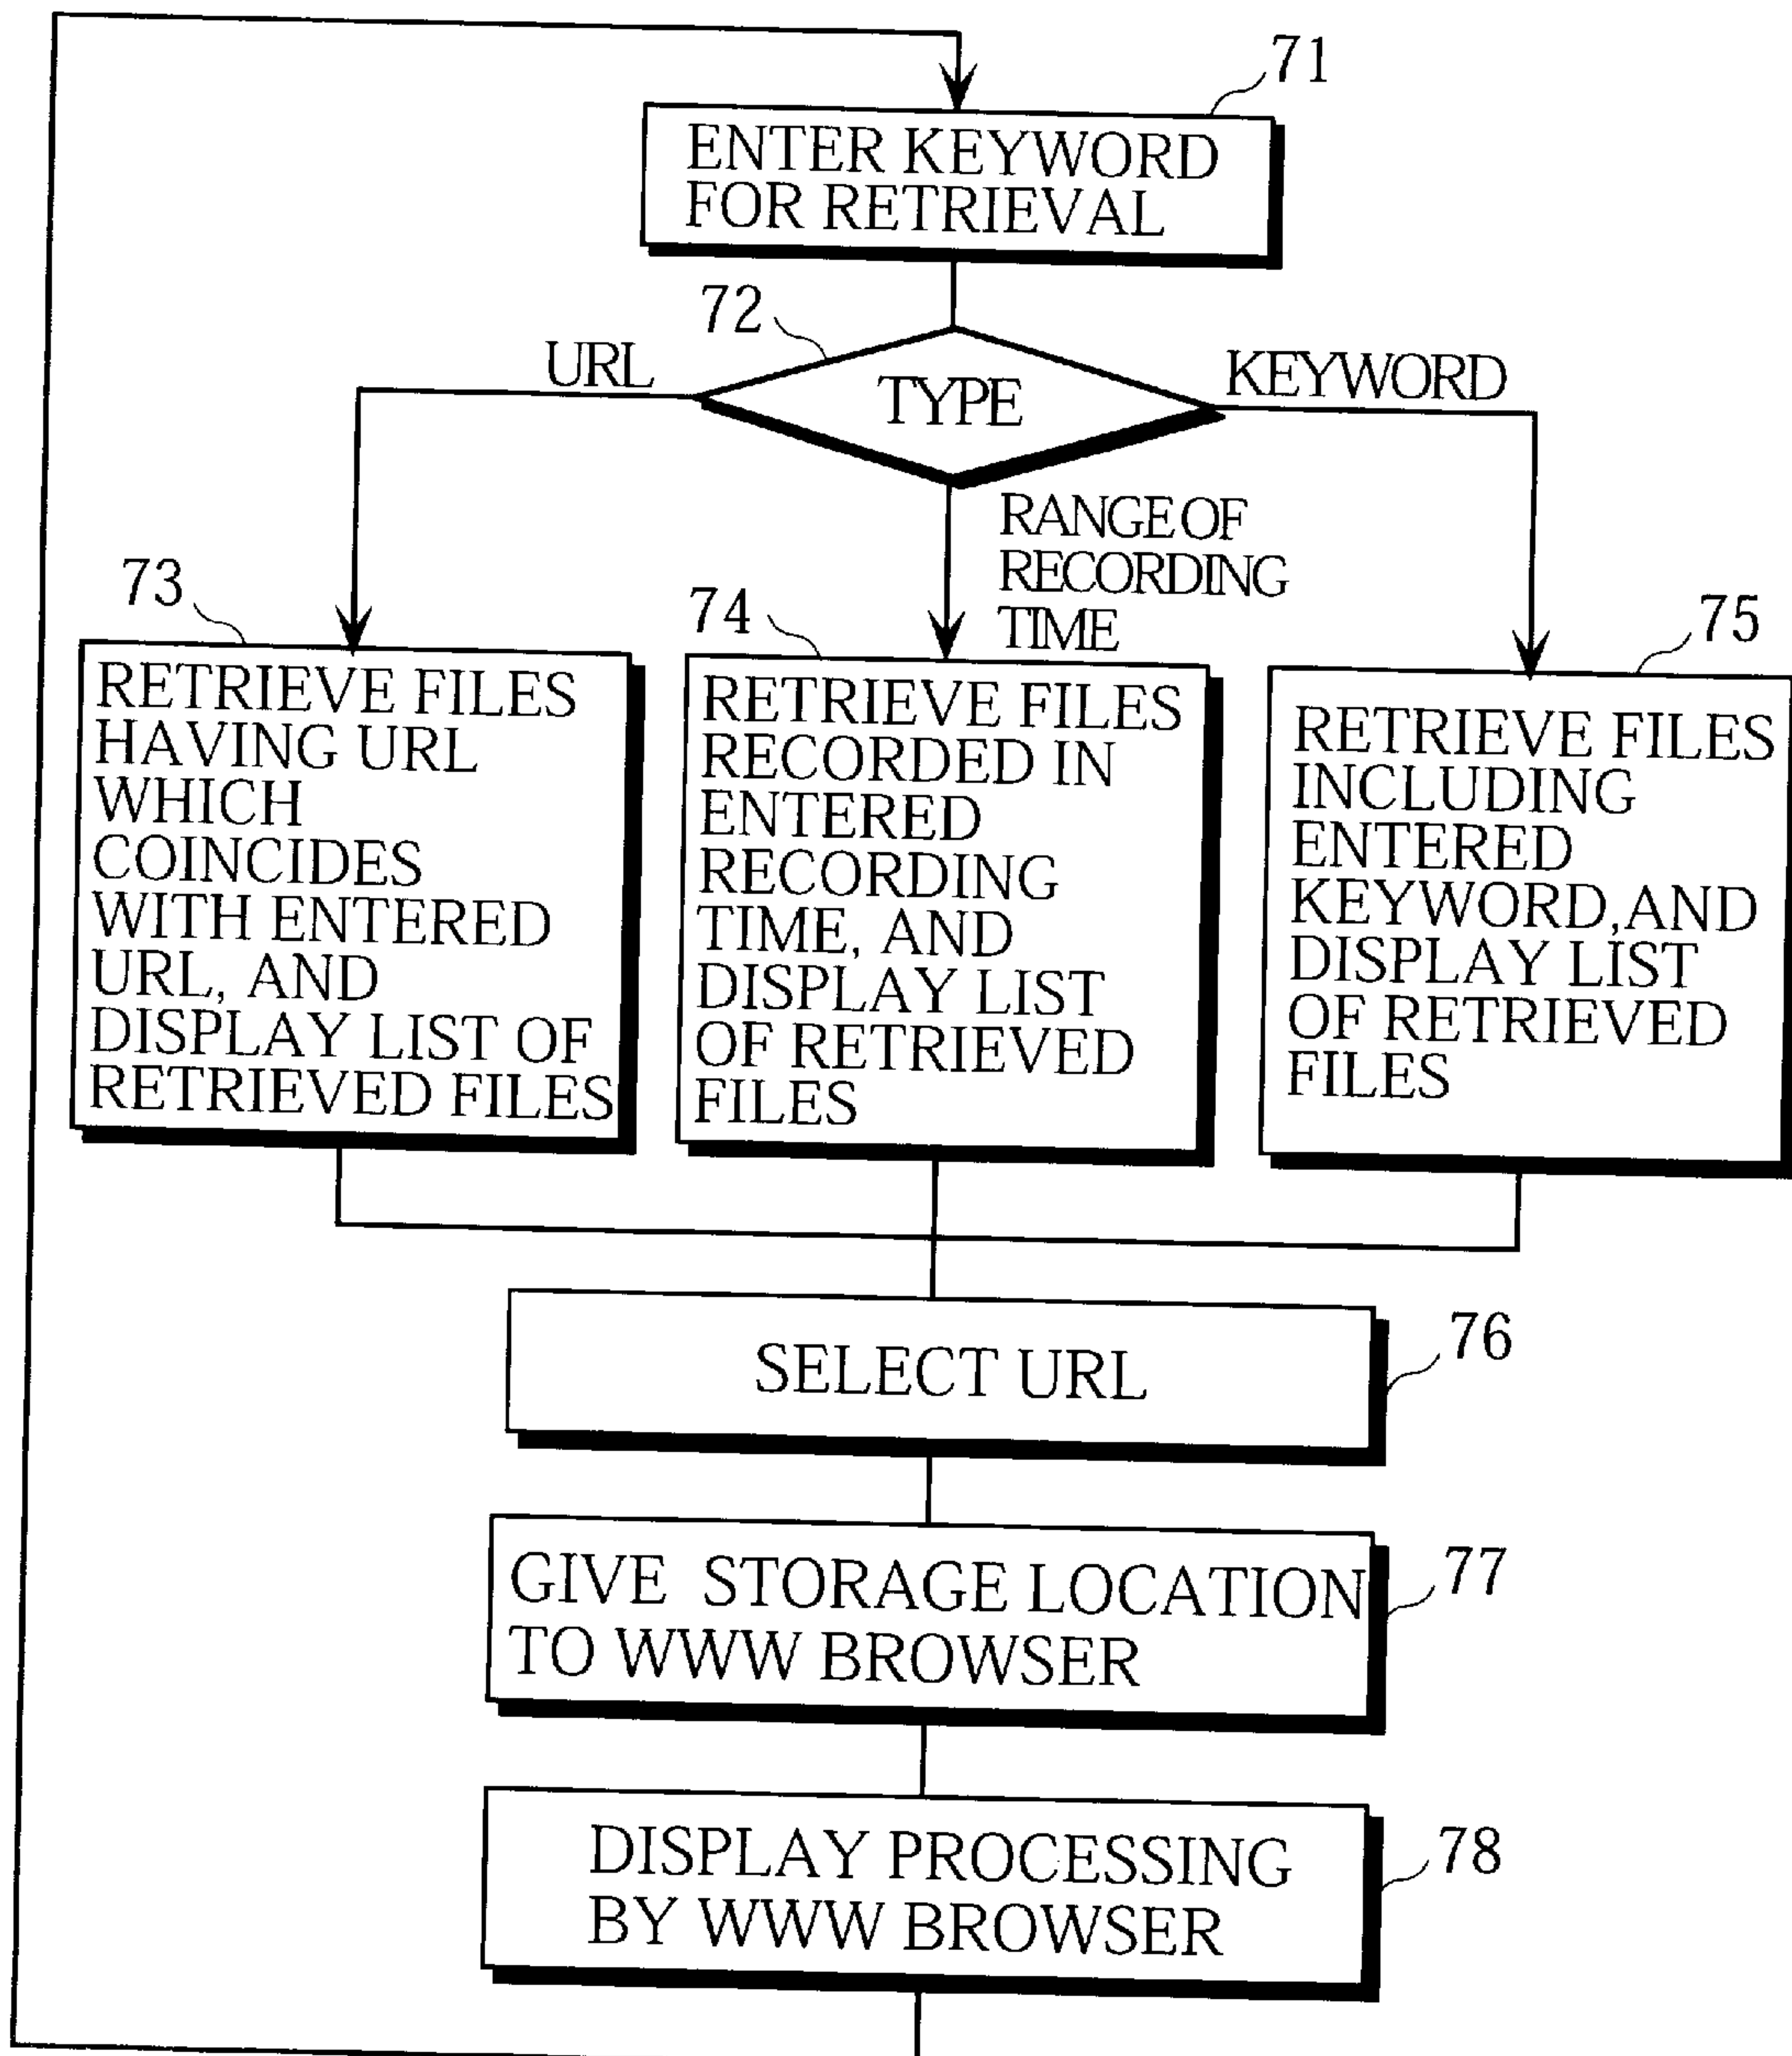 71
ENTER KEYWORD
FOR RETRIEVAL
72
URL
TYPE
KEYWORD
RANGE OF
RECORDING
TIME
73
RETRIEVE FILES
HAVING URL
WHICH
COINCIDES
WITH ENTERED
URL, AND
DISPLAY LIST OF
RETRIEVED FILES
74
RETRIEVE FILES
RECORDED IN
ENTERED
RECORDING
TIME, AND
DISPLAY LIST
OF RETRIEVED
FILES
75
RETRIEVE FILES
INCLUDING
ENTERED
KEYWORD, AND
DISPLAY LIST
OF RETRIEVED
FILES
76
SELECT URL
77
GIVE STORAGE LOCATION
TO WWW BROWSER
78
DISPLAY PROCESSING
BY WWW BROWSER